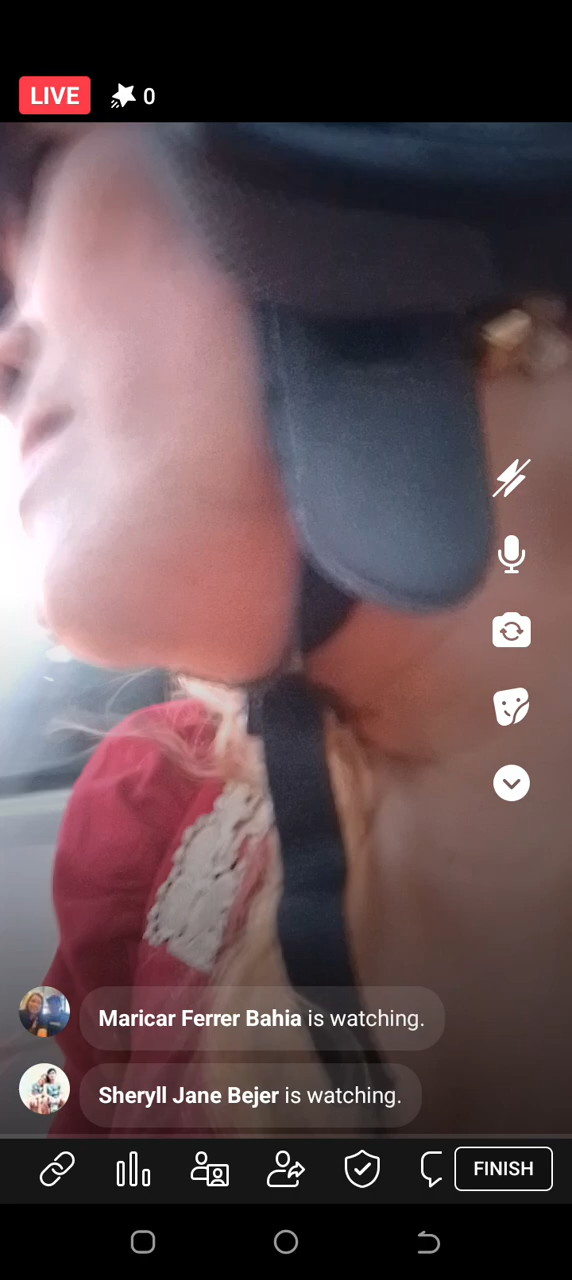 LIVE
0
Maricar Ferrer Bahia is watching.
Sheryll Jane Bejer is watching.
FINISH